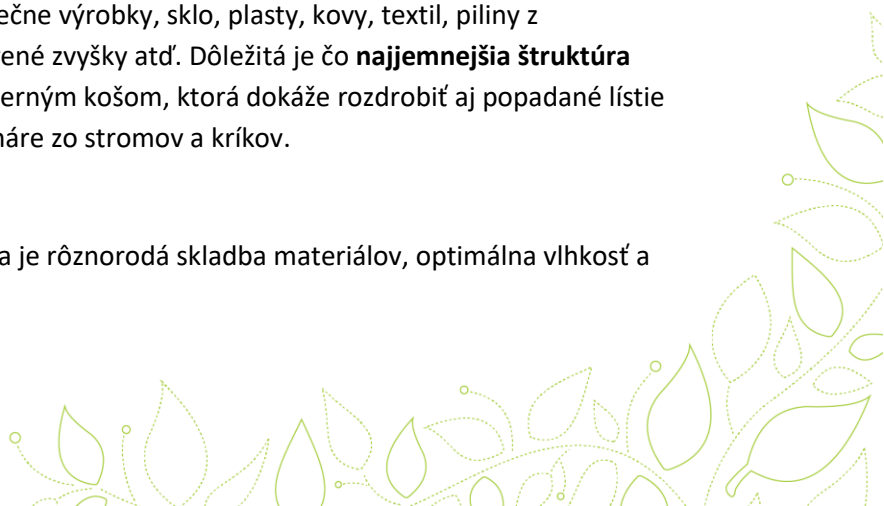 ečne výrobky, sklo, plasty, kovy, textil, piliny z
ené zvyšky atď. Dôležitá je čo najjemnejšia štruktúra
erným košom, ktorá dokáže rozdrobiť aj popadané lístie
náre zo stromov a kríkov.
a je rôznorodá skladba materiálov, optimálna vlhkosť a